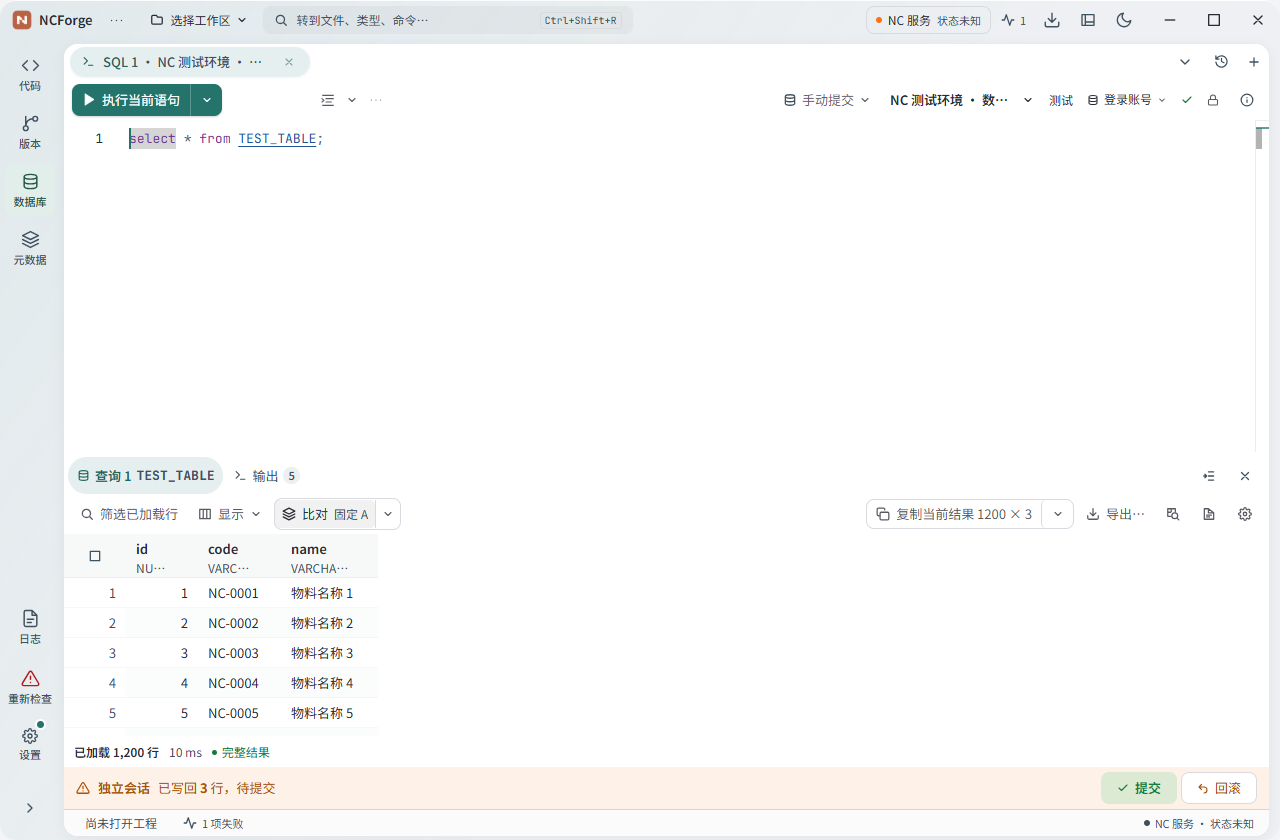 NCForge ··· 选择工作区 转到文件、类型、命令··· Ctrl+Shift+R NC 服务 状态未知 1
代码
版本
数据库
元数据
日志
重新检查
设置
SQL 1 • NC 测试环境 • ···
执行当前语句 ··· 手动提交 NC 测试环境 • 数··· 测试 登录账号
1 select * from TEST_TABLE;
查询 1 TEST_TABLE 输出 5
筛选已加载行 显示 比对 固定 A 复制当前结果 1200 × 3 导出···
id code name
NU··· VARC··· VARCHA···
1 1 NC-0001 物料名称 1
2 2 NC-0002 物料名称 2
3 3 NC-0003 物料名称 3
4 4 NC-0004 物料名称 4
5 5 NC-0005 物料名称 5
已加载 1,200 行 10 ms 完整结果
独立会话 已写回 3 行，待提交 提交 回滚
尚未打开工程 1 项失败 NC 服务 • 状态未知